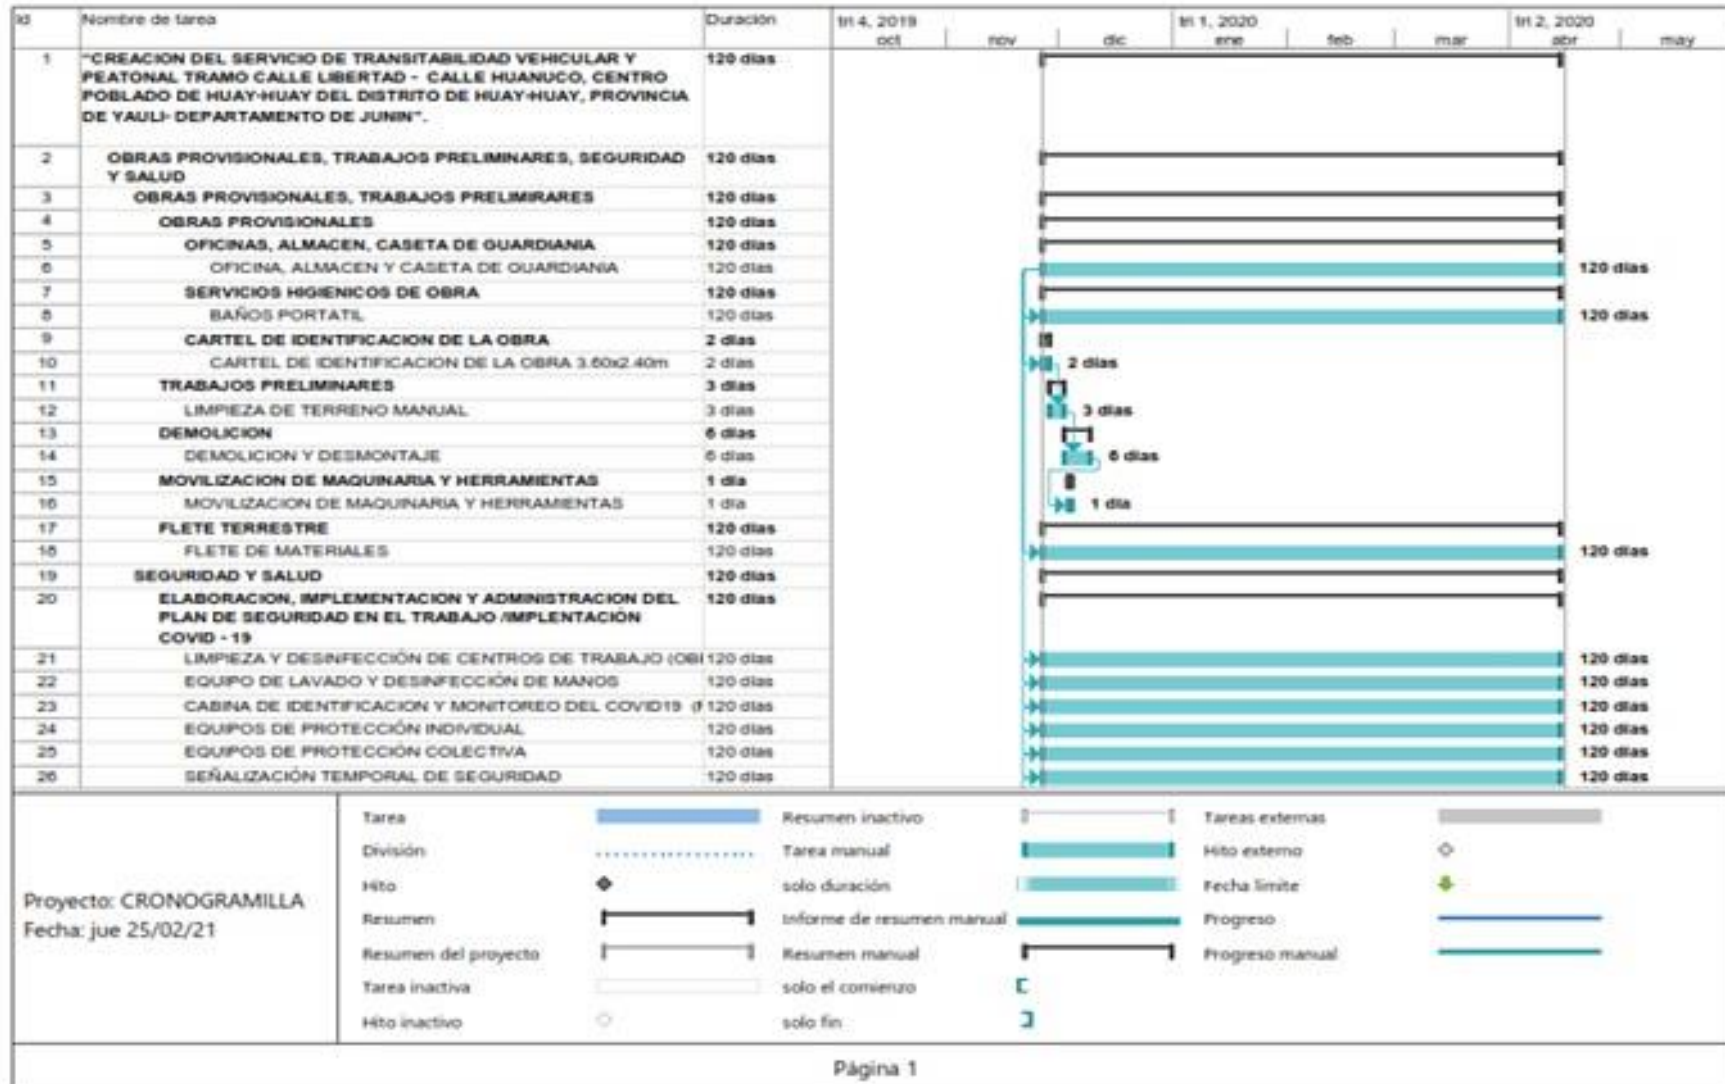 Id Nombre de tarea Duración tri 4, 2019 tri 1, 2020 tri 2, 2020
oct nov dic ene feb mar abr may
1 "CREACION DEL SERVICIO DE TRANSITABILIDAD VEHICULAR Y 120 días
PEATONAL TRAMO CALLE LIBERTAD - CALLE HUANUCO, CENTRO
POBLADO DE HUAY-HUAY DEL DISTRITO DE HUAY-HUAY, PROVINCIA
DE YAULI- DEPARTAMENTO DE JUNIN".
2 OBRAS PROVISIONALES, TRABAJOS PRELIMINARES, SEGURIDAD 120 días
Y SALUD
3 OBRAS PROVISIONALES, TRABAJOS PRELIMIRARES 120 días
4 OBRAS PROVISIONALES 120 días
5 OFICINAS, ALMACEN, CASETA DE GUARDIANIA 120 días
6 OFICINA, ALMACEN Y CASETA DE GUARDIANIA 120 días 120 días
7 SERVICIOS HIGIENICOS DE OBRA 120 días
8 BAÑOS PORTATIL 120 días 120 días
9 CARTEL DE IDENTIFICACION DE LA OBRA 2 días
10 CARTEL DE IDENTIFICACION DE LA OBRA 3.60x2.40m 2 días 2 días
11 TRABAJOS PRELIMINARES 3 días
12 LIMPIEZA DE TERRENO MANUAL 3 días 3 días
13 DEMOLICION 6 días
14 DEMOLICION Y DESMONTAJE 6 días 6 días
15 MOVILIZACION DE MAQUINARIA Y HERRAMIENTAS 1 día
16 MOVILIZACION DE MAQUINARIA Y HERRAMIENTAS 1 día 1 día
17 FLETE TERRESTRE 120 días
18 FLETE DE MATERIALES 120 días 120 días
19 SEGURIDAD Y SALUD 120 días
20 ELABORACION, IMPLEMENTACION Y ADMINISTRACION DEL 120 días
PLAN DE SEGURIDAD EN EL TRABAJO /IMPLENTACIÓN
COVID - 19
21 LIMPIEZA Y DESINFECCIÓN DE CENTROS DE TRABAJO (OBI 120 días 120 días
22 EQUIPO DE LAVADO Y DESINFECCIÓN DE MANOS 120 días 120 días
23 CABINA DE IDENTIFICACION Y MONITOREO DEL COVID19 (F 120 días 120 días
24 EQUIPOS DE PROTECCIÓN INDIVIDUAL 120 días 120 días
25 EQUIPOS DE PROTECCIÓN COLECTIVA 120 días 120 días
26 SEÑALIZACIÓN TEMPORAL DE SEGURIDAD 120 días 120 días
Proyecto: CRONOGRAMILLA
Fecha: jue 25/02/21
Tarea Resumen inactivo Tareas externas
División Tarea manual Hito externo
Hito solo duración Fecha límite
Resumen Informe de resumen manual Progreso
Resumen del proyecto Resumen manual Progreso manual
Tarea inactiva solo el comienzo
Hito inactivo solo fin
Página 1